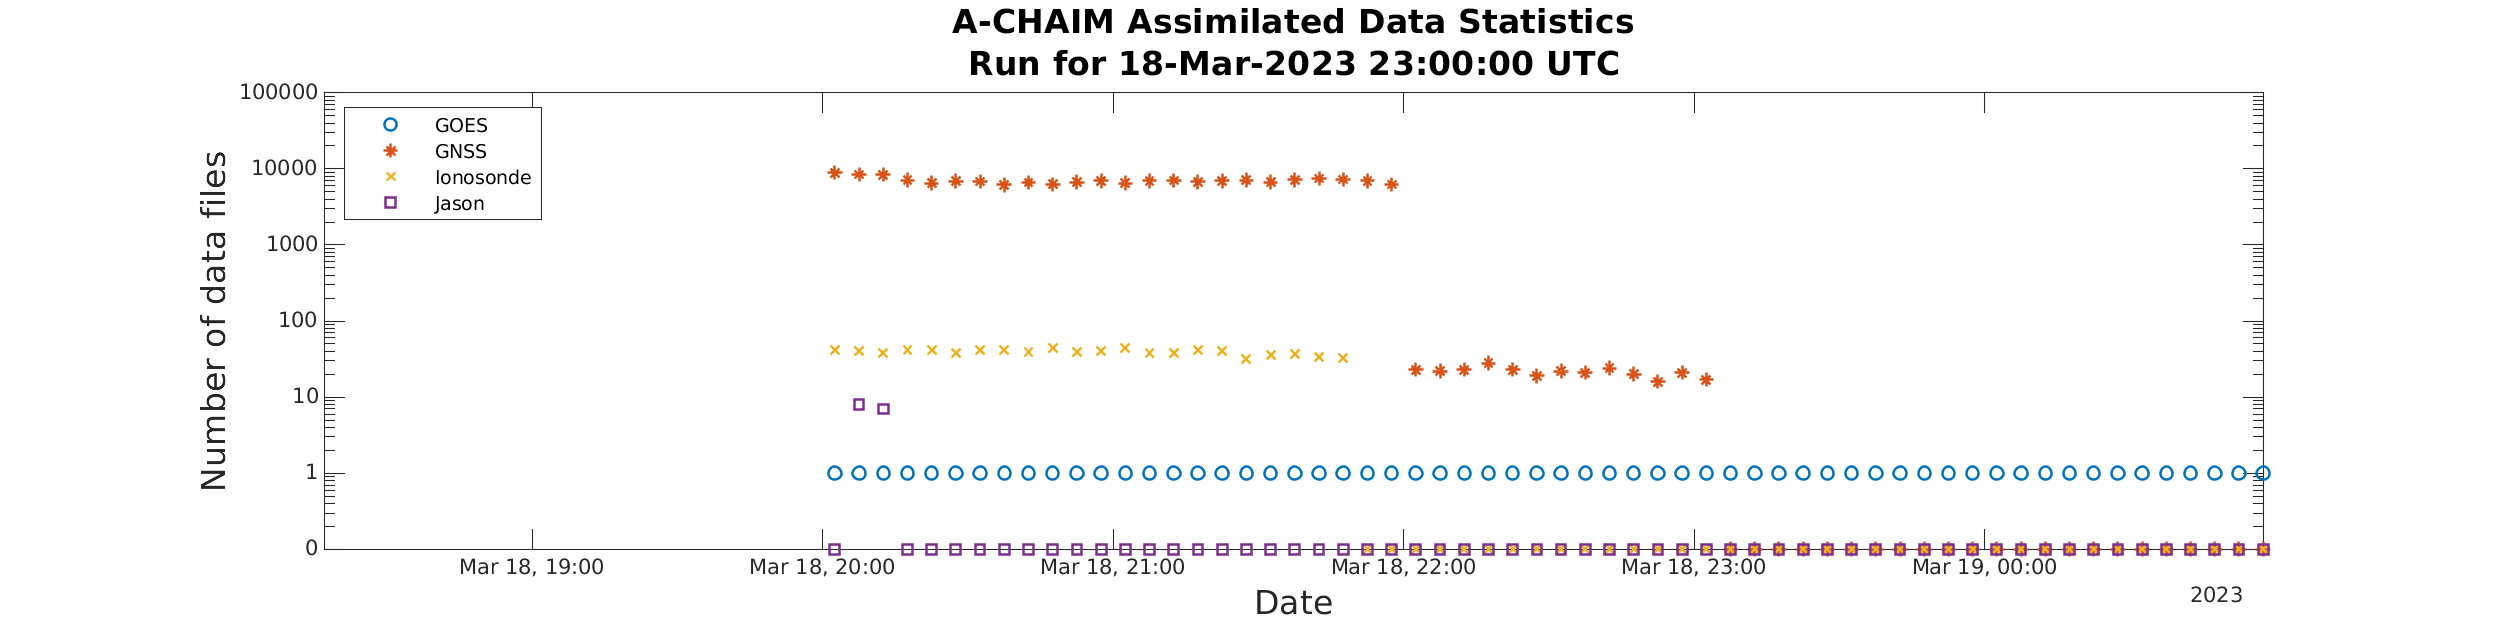 A-CHAIM Assimilated Data Statistics
Run for 18-Mar-2023 23:00:00 UTC
100000
10000
1000
100
10
1
0
Number of data files
GOES
GNSS
Ionosonde
Jason
Mar 18, 19:00
Mar 18, 20:00
Mar 18, 21:00
Mar 18, 22:00
Mar 18, 23:00
Mar 19, 00:00
Date
2023